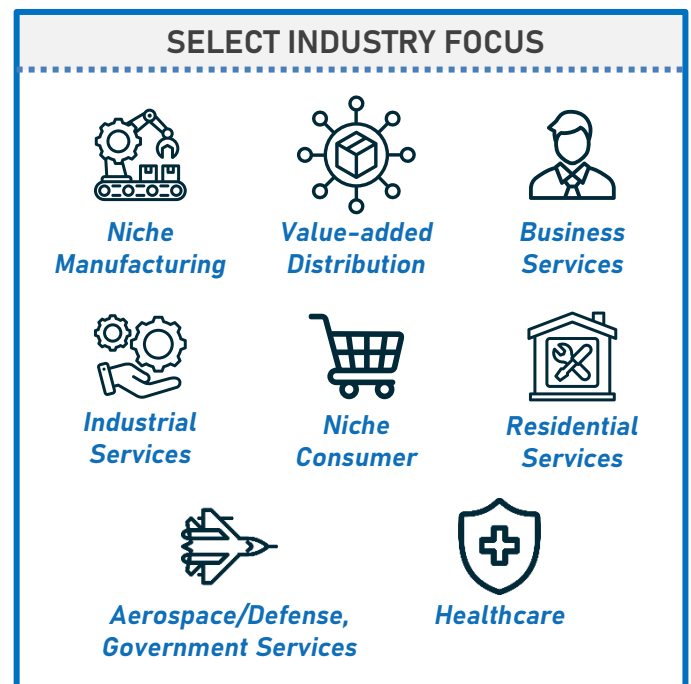 SELECT INDUSTRY FOCUS
Niche
Manufacturing
Value-added
Distribution
Business
Services
Industrial
Services
Niche
Consumer
Residential
Services
Aerospace/Defense,
Government Services
Healthcare